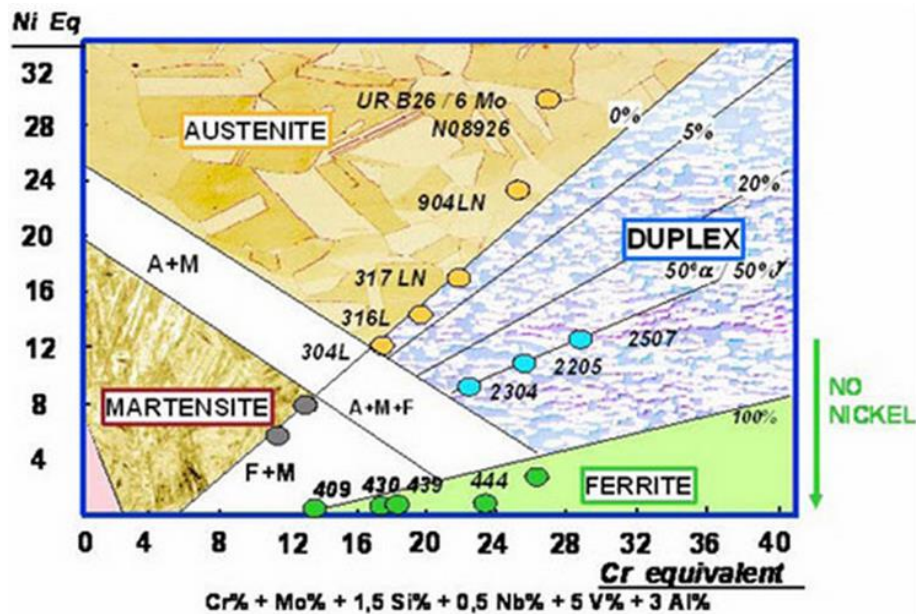 Ni Eq
32
28
24
20
16
12
8
4
UR B26 / 6 Mo
N08926
AUSTENITE
0%
5%
20%
904LN
DUPLEX
A+M
317 LN
50%α / 50%γ
316L
304L
2507
2205
2304
NO
NICKEL
MARTENSITE
A+M+F
100%
F+M
409 430 439 444
FERRITE
0 4 8 12 16 20 24 28 32 36 40
Cr equivalent
Cr% + Mo% + 1,5 Si% + 0,5 Nb% + 5 V% + 3 Al%